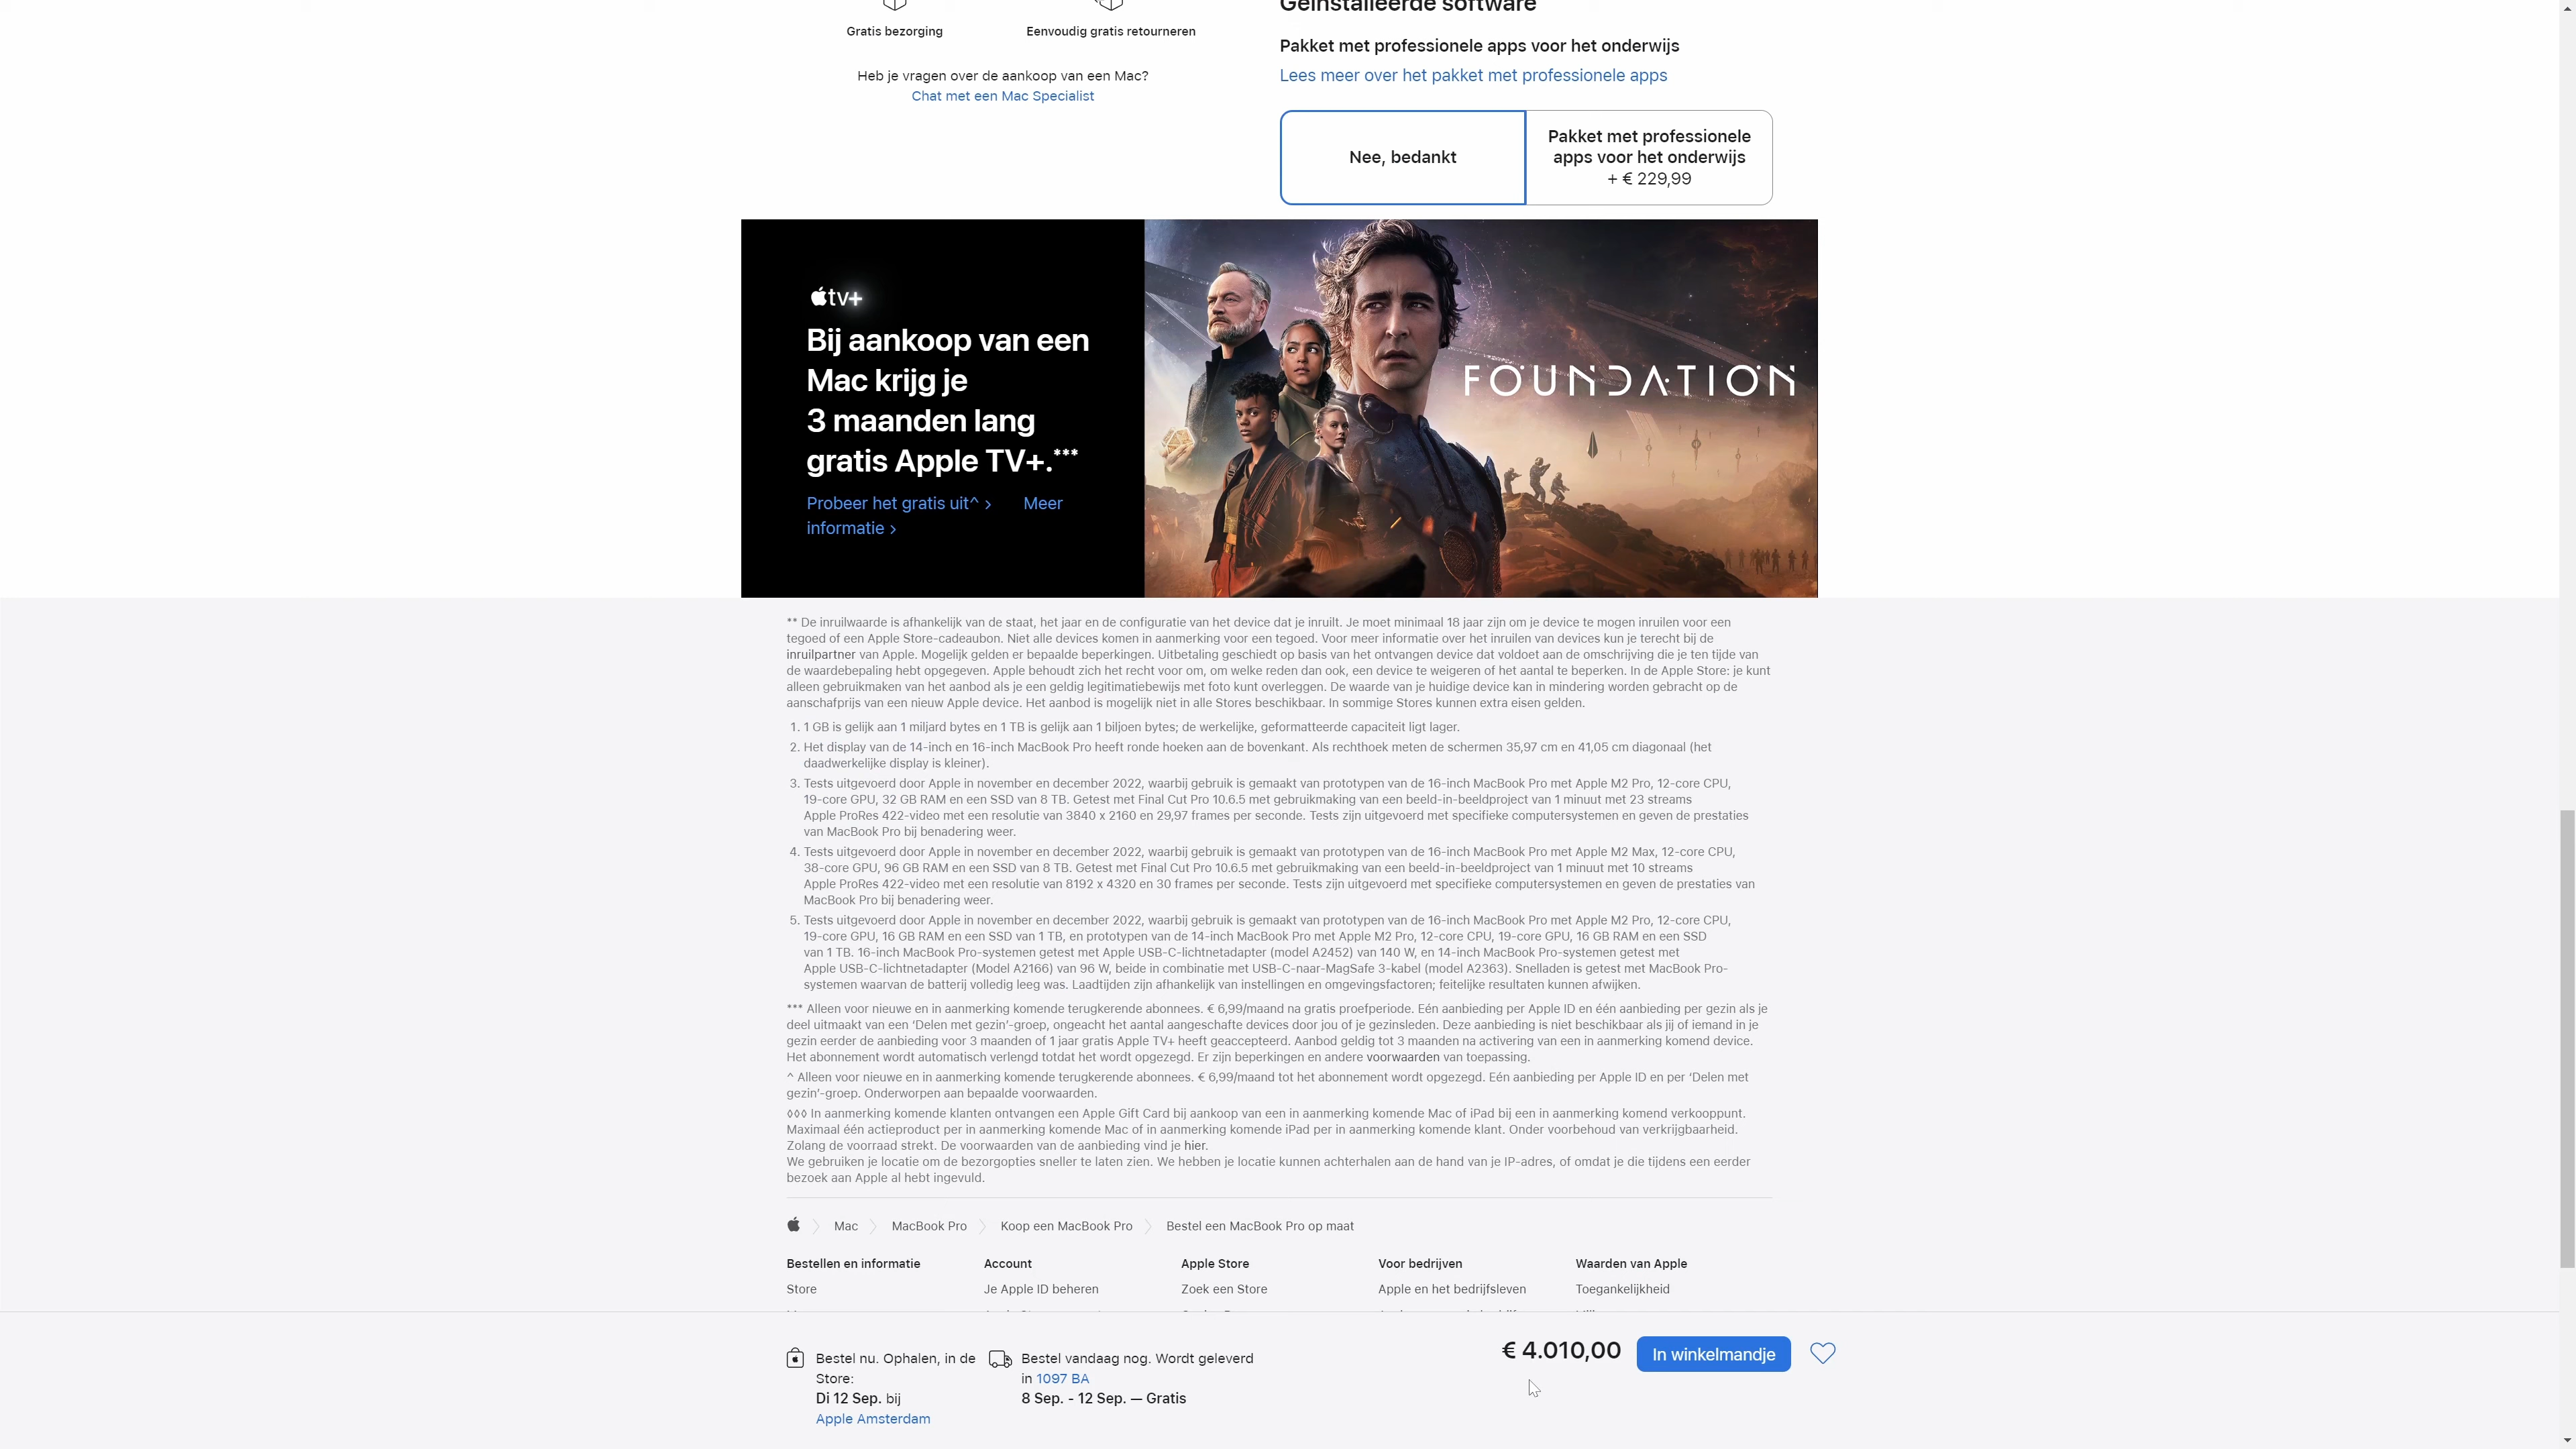 Geïnstalleerde software
Gratis bezorging
Eenvoudig gratis retourneren
Heb je vragen over de aankoop van een Mac?
Chat met een Mac Specialist
Pakket met professionele apps voor het onderwijs
Lees meer over het pakket met professionele apps
Nee, bedankt
Pakket met professionele
apps voor het onderwijs
+ € 229,99
tv+
Bij aankoop van een
Mac krijg je
3 maanden lang
gratis Apple TV+.***
Probeer het gratis uit^ > Meer
informatie >
FOUNDATION
** De inruilwaarde is afhankelijk van de staat, het jaar en de configuratie van het device dat je inruilt. Je moet minimaal 18 jaar zijn om je device te mogen inruilen voor een
tegoed of een Apple Store-cadeaubon. Niet alle devices komen in aanmerking voor een tegoed. Voor meer informatie over het inruilen van devices kun je terecht bij de
inruilpartner van Apple. Mogelijk gelden er bepaalde beperkingen. Uitbetaling geschiedt op basis van het ontvangen device dat voldoet aan de omschrijving die je ten tijde van
de waardebepaling hebt opgegeven. Apple behoudt zich het recht voor om, om welke reden dan ook, een device te weigeren of het aantal te beperken. In de Apple Store: je kunt
alleen gebruikmaken van het aanbod als je een geldig legitimatiebewijs met foto kunt overleggen. De waarde van je huidige device kan in mindering worden gebracht op de
aanschafprijs van een nieuw Apple device. Het aanbod is mogelijk niet in alle Stores beschikbaar. In sommige Stores kunnen extra eisen gelden.
1. 1 GB is gelijk aan 1 miljard bytes en 1 TB is gelijk aan 1 biljoen bytes; de werkelijke, geformatteerde capaciteit ligt lager.
2. Het display van de 14-inch en 16-inch MacBook Pro heeft ronde hoeken aan de bovenkant. Als rechthoek meten de schermen 35,97 cm en 41,05 cm diagonaal (het
daadwerkelijke display is kleiner).
3. Tests uitgevoerd door Apple in november en december 2022, waarbij gebruik is gemaakt van prototypen van de 16-inch MacBook Pro met Apple M2 Pro, 12-core CPU,
19-core GPU, 32 GB RAM en een SSD van 8 TB. Getest met Final Cut Pro 10.6.5 met gebruikmaking van een beeld-in-beeldproject van 1 minuut met 23 streams
Apple ProRes 422-video met een resolutie van 3840 x 2160 en 29,97 frames per seconde. Tests zijn uitgevoerd met specifieke computersystemen en geven de prestaties
van MacBook Pro bij benadering weer.
4. Tests uitgevoerd door Apple in november en december 2022, waarbij gebruik is gemaakt van prototypen van de 16-inch MacBook Pro met Apple M2 Max, 12-core CPU,
38-core GPU, 96 GB RAM en een SSD van 8 TB. Getest met Final Cut Pro 10.6.5 met gebruikmaking van een beeld-in-beeldproject van 1 minuut met 10 streams
Apple ProRes 422-video met een resolutie van 8192 x 4320 en 30 frames per seconde. Tests zijn uitgevoerd met specifieke computersystemen en geven de prestaties van
MacBook Pro bij benadering weer.
5. Tests uitgevoerd door Apple in november en december 2022, waarbij gebruik is gemaakt van prototypen van de 16-inch MacBook Pro met Apple M2 Pro, 12-core CPU,
19-core GPU, 16 GB RAM en een SSD van 1 TB, en prototypen van de 14-inch MacBook Pro met Apple M2 Pro, 12-core CPU, 19-core GPU, 16 GB RAM en een SSD
van 1 TB. 16-inch MacBook Pro-systemen getest met Apple USB-C-lichtnetadapter (model A2452) van 140 W, en 14-inch MacBook Pro-systemen getest met
Apple USB-C-lichtnetadapter (Model A2166) van 96 W, beide in combinatie met USB-C-naar-MagSafe 3-kabel (model A2363). Snelladen is getest met MacBook Pro-
systemen waarvan de batterij volledig leeg was. Laadtijden zijn afhankelijk van instellingen en omgevingsfactoren; feitelijke resultaten kunnen afwijken.
*** Alleen voor nieuwe en in aanmerking komende terugkerende abonnees. € 6,99/maand na gratis proefperiode. Eén aanbieding per Apple ID en één aanbieding per gezin als je
deel uitmaakt van een ‘Delen met gezin’-groep, ongeacht het aantal aangeschafte devices door jou of je gezinsleden. Deze aanbieding is niet beschikbaar als jij of iemand in je
gezin eerder de aanbieding voor 3 maanden of 1 jaar gratis Apple TV+ heeft geaccepteerd. Aanbod geldig tot 3 maanden na activering van een in aanmerking komend device.
Het abonnement wordt automatisch verlengd totdat het wordt opgezegd. Er zijn beperkingen en andere voorwaarden van toepassing.
^ Alleen voor nieuwe en in aanmerking komende terugkerende abonnees. € 6,99/maand tot het abonnement wordt opgezegd. Eén aanbieding per Apple ID en per ‘Delen met
gezin’-groep. Onderworpen aan bepaalde voorwaarden.
◊◊◊ In aanmerking komende klanten ontvangen een Apple Gift Card bij aankoop van een in aanmerking komende Mac of iPad bij een in aanmerking komend verkooppunt.
Maximaal één actieproduct per in aanmerking komende Mac of in aanmerking komende iPad per in aanmerking komende klant. Onder voorbehoud van verkrijgbaarheid.
Zolang de voorraad strekt. De voorwaarden van de aanbieding vind je hier.
We gebruiken je locatie om de bezorgopties sneller te laten zien. We hebben je locatie kunnen achterhalen aan de hand van je IP-adres, of omdat je die tijdens een eerder
bezoek aan Apple al hebt ingevuld.
Mac
MacBook Pro
Koop een MacBook Pro
Bestel een MacBook Pro op maat
Bestellen en informatie
Store
Account
Je Apple ID beheren
Apple Store
Zoek een Store
Voor bedrijven
Apple en het bedrijfsleven
Waarden van Apple
Toegankelijkheid
Bestel nu. Ophalen, in de
Store:
Di 12 Sep. bij
Apple Amsterdam
Bestel vandaag nog. Wordt geleverd
in 1097 BA
8 Sep. - 12 Sep. — Gratis
€ 4.010,00
In winkelmandje